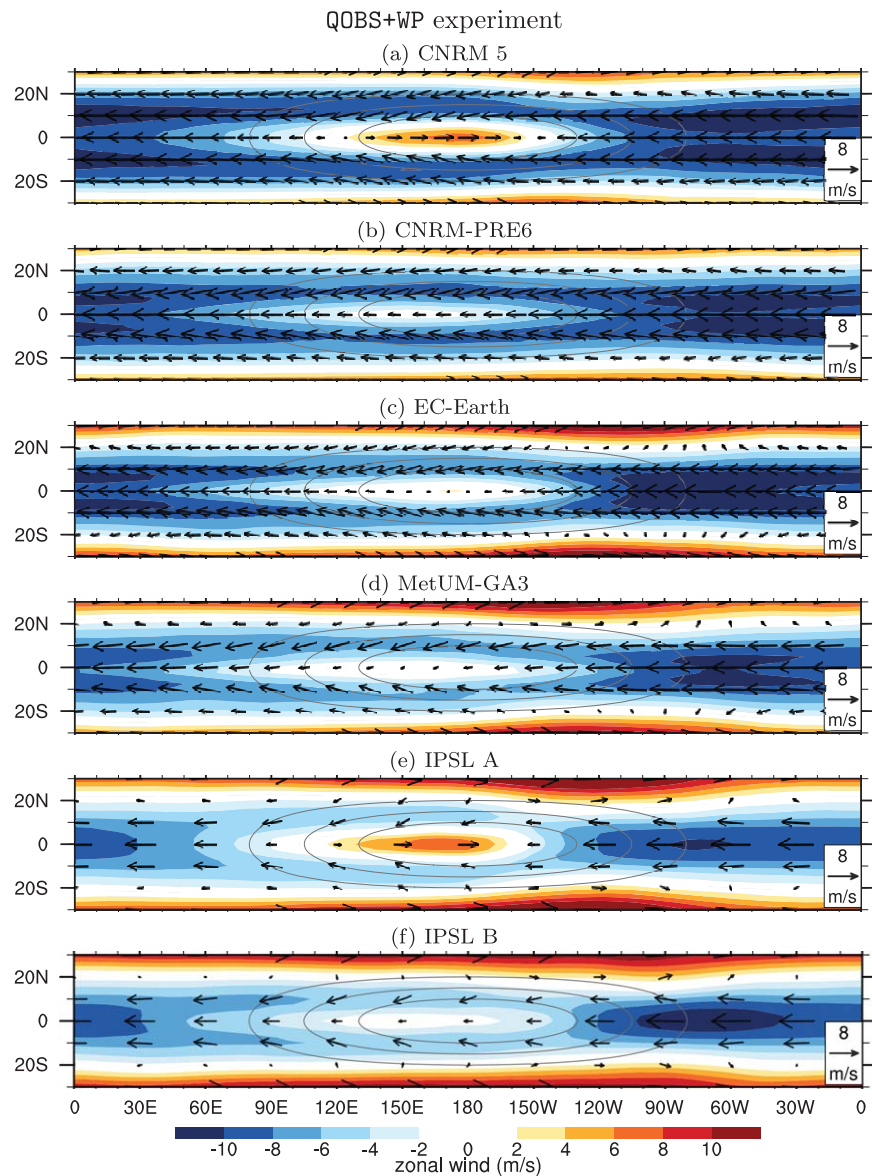 QOBS+WP experiment
(a) CNRM 5
20N
0
20S
8
m/s
(b) CNRM-PRE6
20N
0
20S
8
m/s
(c) EC-Earth
20N
0
20S
8
m/s
(d) MetUM-GA3
20N
0
20S
8
m/s
(e) IPSL A
20N
0
20S
8
m/s
(f) IPSL B
20N
0
20S
8
m/s
0 30E 60E 90E 120E 150E 180 150W 120W 90W 60W 30W 0
-10 -8 -6 -4 -2 0 2 4 6 8 10
zonal wind (m/s)